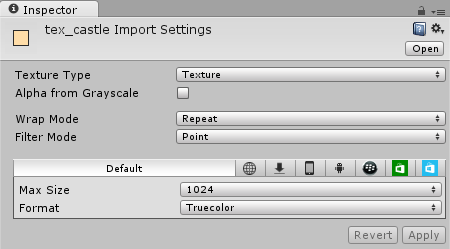 Inspector
tex_castle Import Settings
Open
Texture Type Texture
Alpha from Grayscale
Wrap Mode Repeat
Filter Mode Point
Default
Max Size 1024
Format Truecolor
Revert Apply